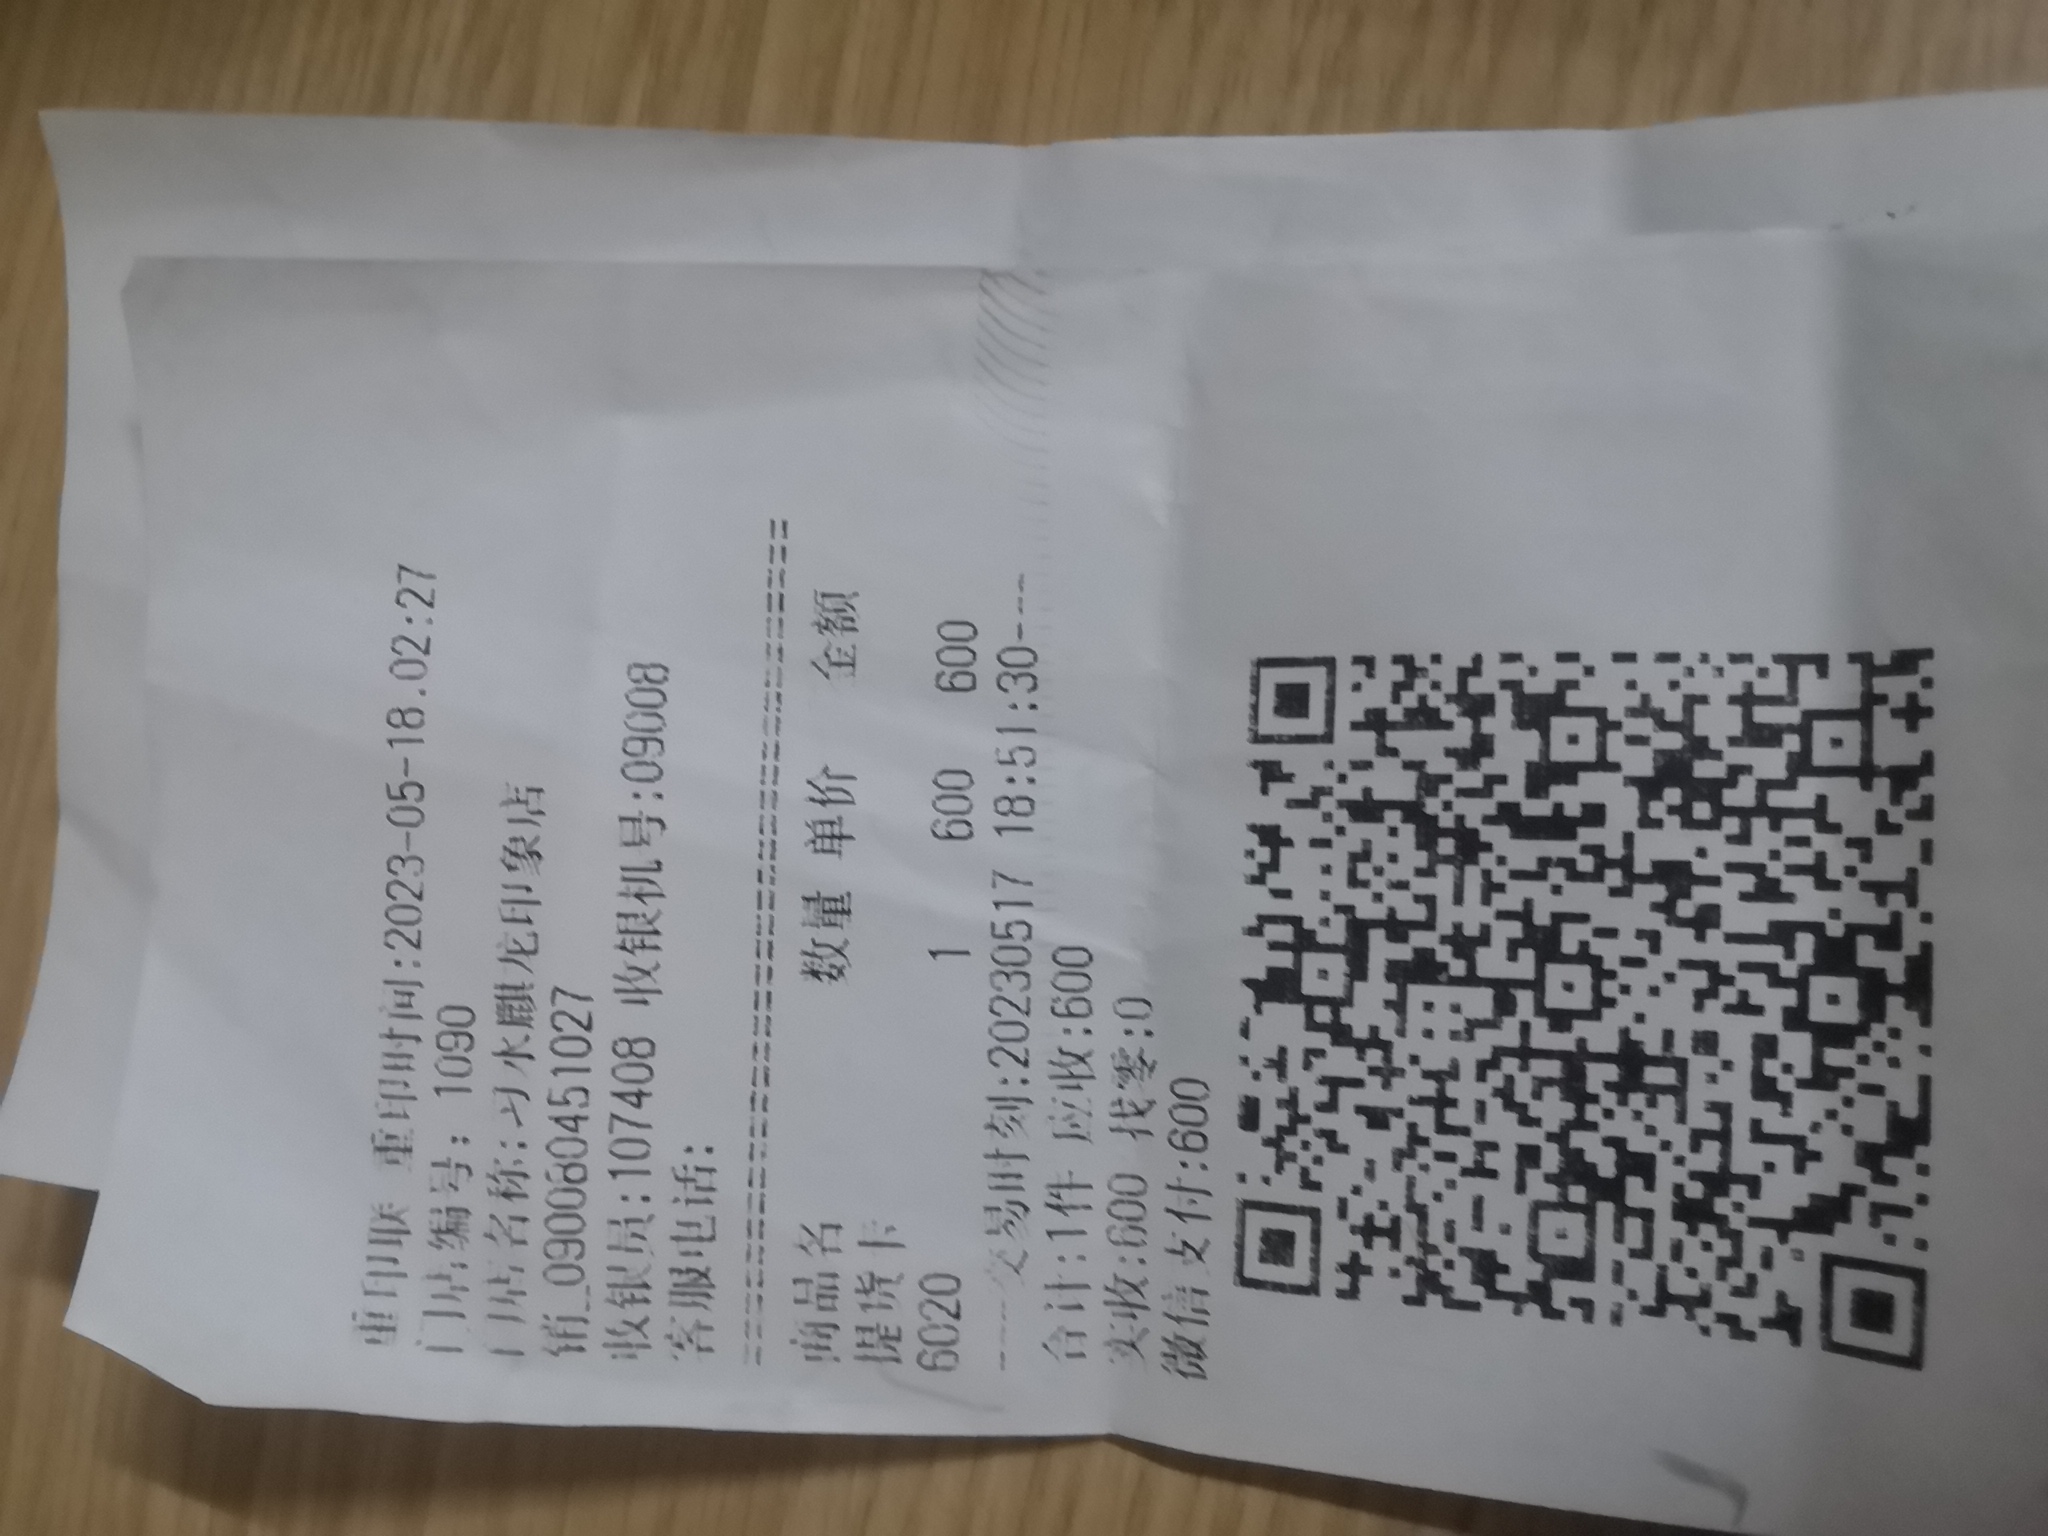 重印联 重印时间:2023-05-18.02:27
门店编号: 1090
门店名称:习水麒龙印象店
销_090080451027
收银员:107408 收银机号:09008
客服电话:
商品名 数量 单价 金额
提货卡
6020 1 600 600
----交易时刻:20230517 18:51:30----
合计:1件 应收:600
实收:600 找零:0
微信支付:600